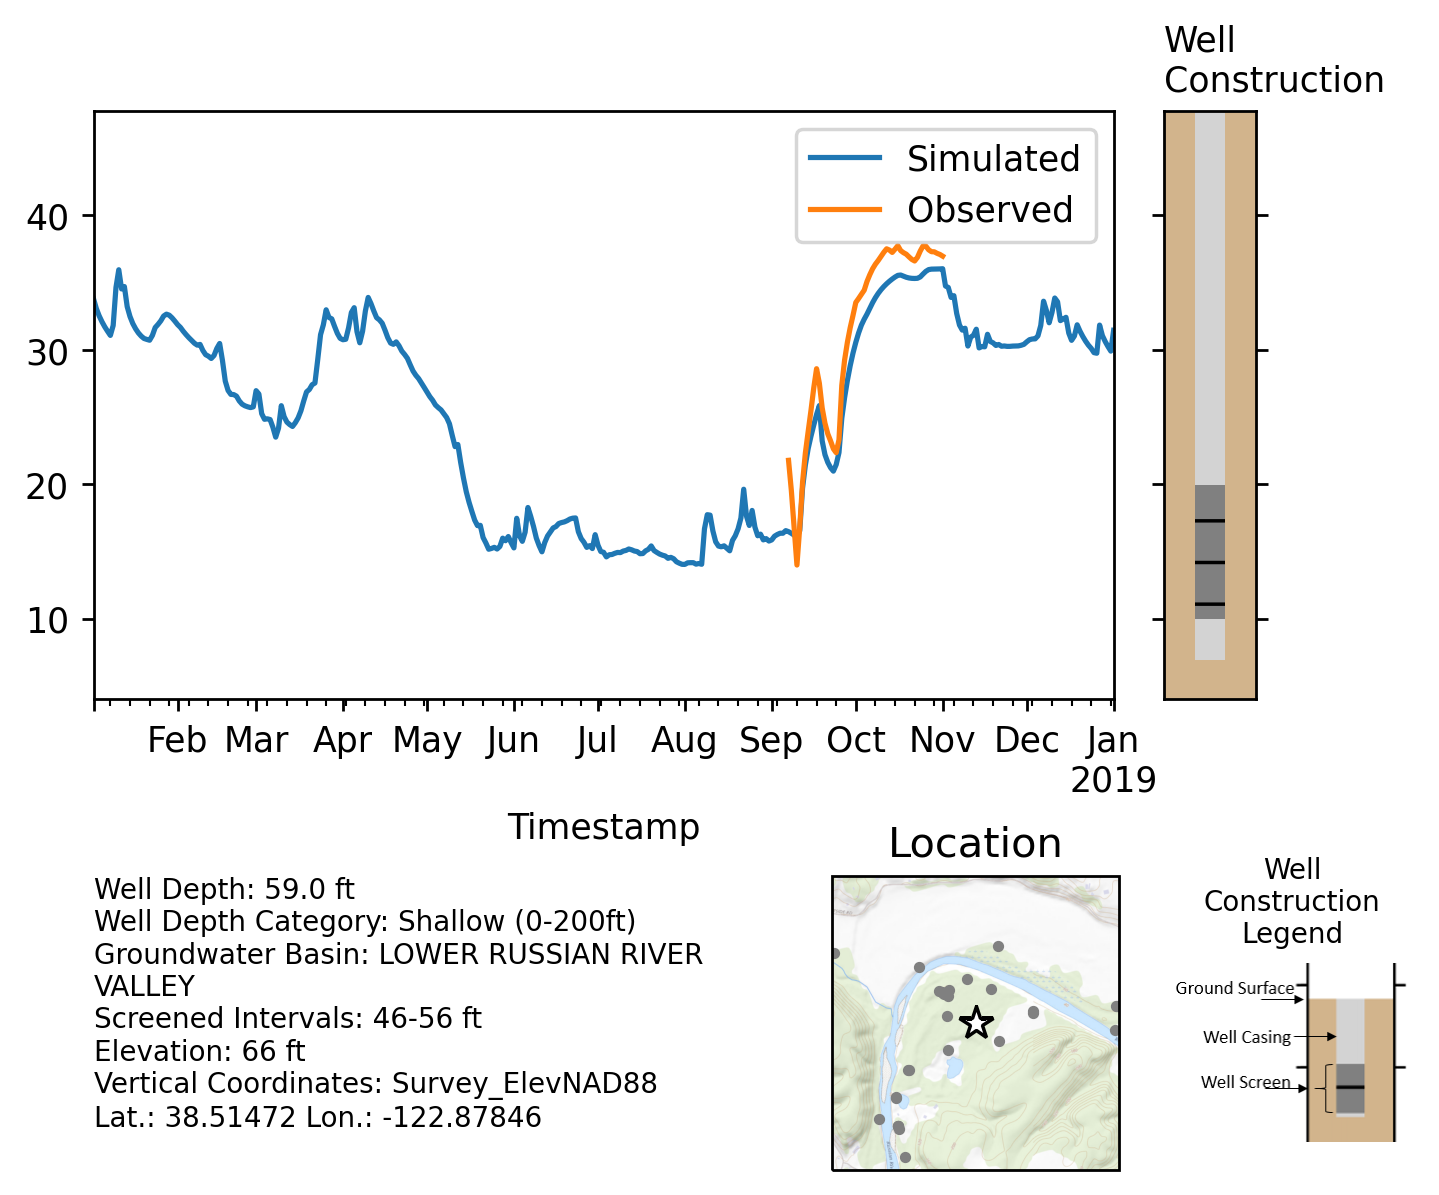 Well
Construction
Simulated
Observed
40
30
20
10
Feb Mar Apr May Jun Jul Aug Sep Oct Nov Dec Jan
2019
Timestamp
Well Depth: 59.0 ft
Well Depth Category: Shallow (0-200ft)
Groundwater Basin: LOWER RUSSIAN RIVER
VALLEY
Screened Intervals: 46-56 ft
Elevation: 66 ft
Vertical Coordinates: Survey_ElevNAD88
Lat.: 38.51472 Lon.: -122.87846
Location
Well
Construction
Legend
Ground Surface
Well Casing
Well Screen